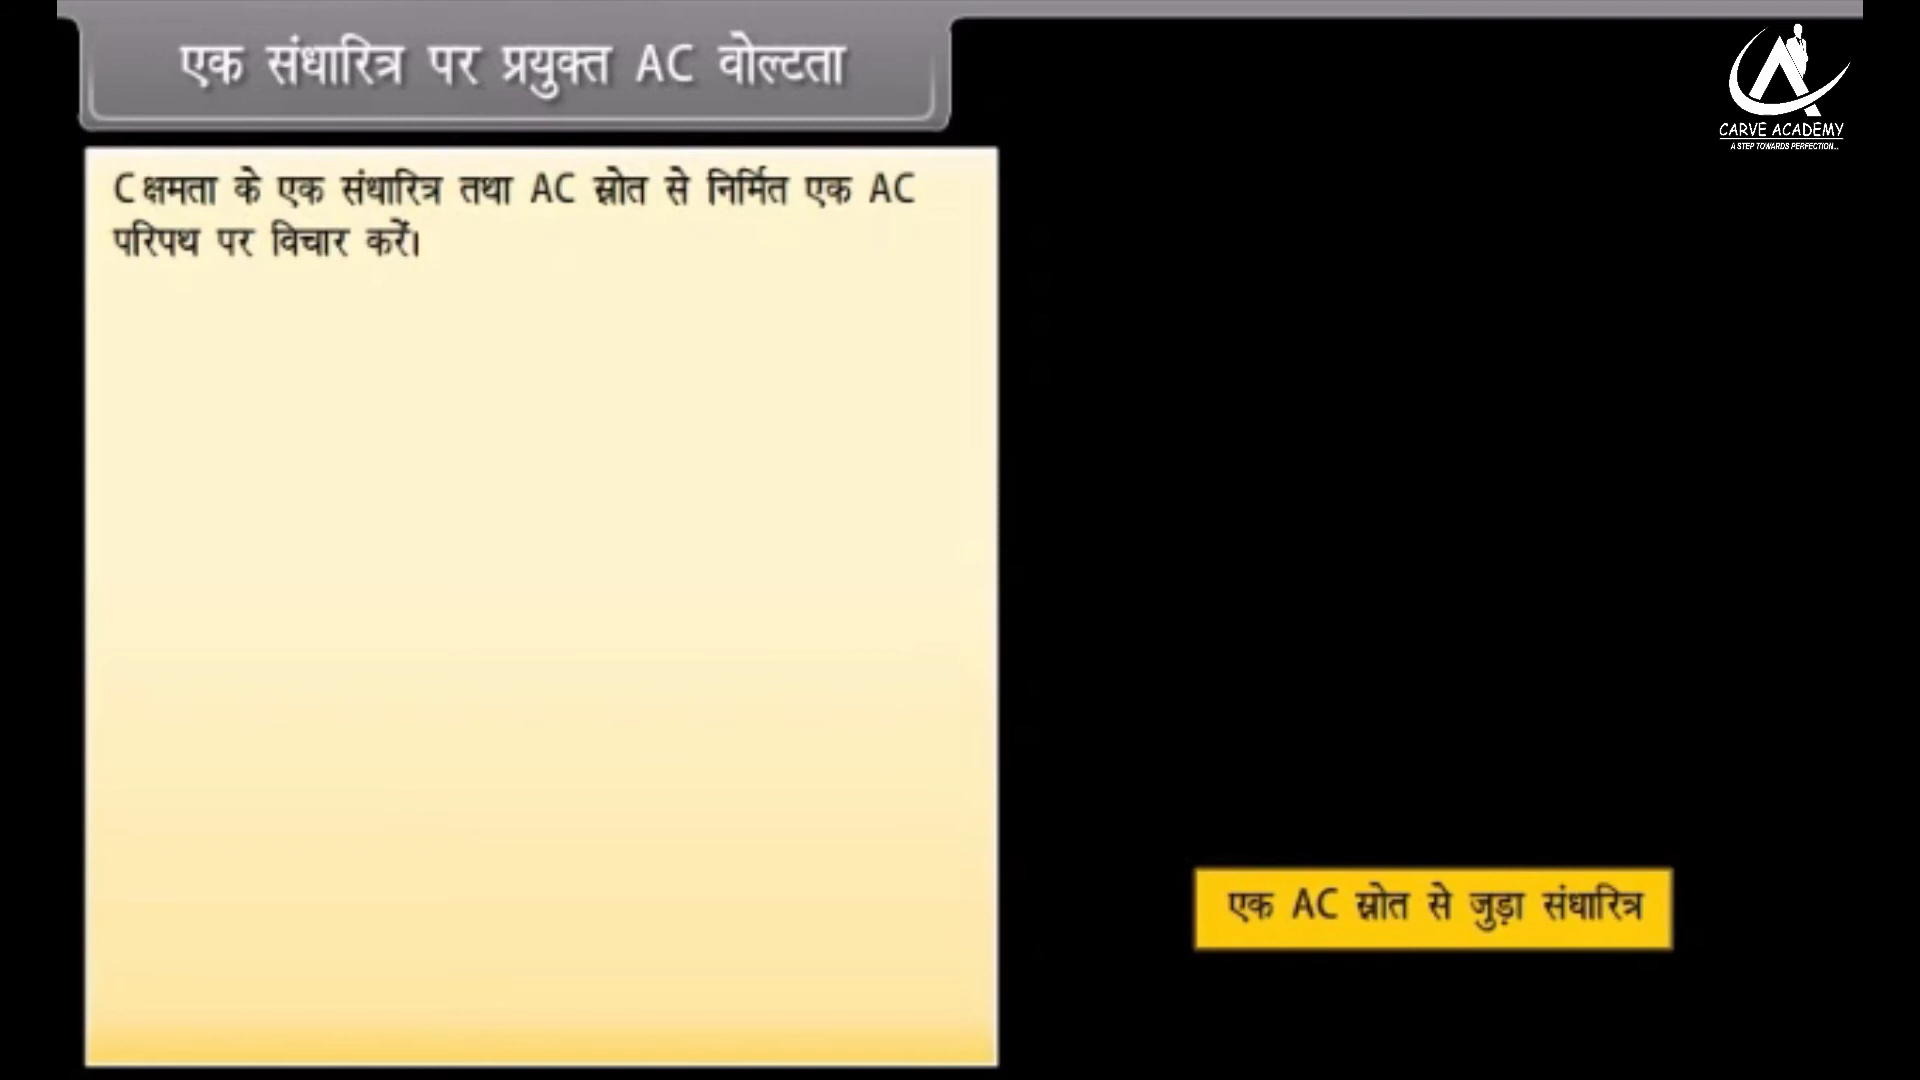 एक संधारित्र पर प्रयुक्त AC वोल्टता
CARVE ACADEMY
A STEP TOWARDS PERFECTION...
C क्षमता के एक संधारित्र तथा AC स्रोत से निर्मित एक AC
परिपथ पर विचार करें।
एक AC स्रोत से जुड़ा संधारित्र